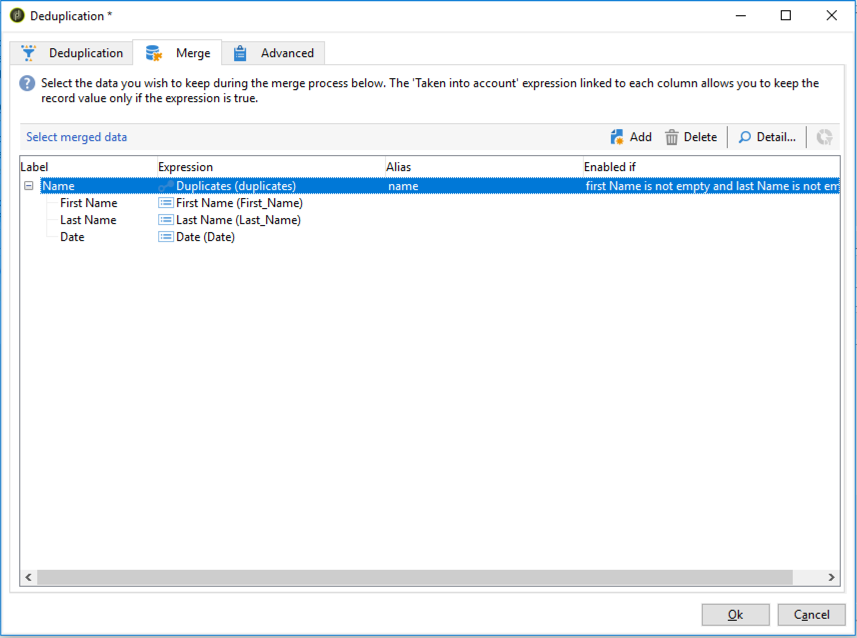 Deduplication *
Deduplication Merge Advanced
Select the data you wish to keep during the merge process below. The 'Taken into account' expression linked to each column allows you to keep the
record value only if the expression is true.
Select merged data Add Delete Detail...
Label Expression Alias Enabled if
Name Duplicates (duplicates) name first Name is not empty and last Name is not em
First Name First Name (First_Name)
Last Name Last Name (Last_Name)
Date Date (Date)
Ok Cancel